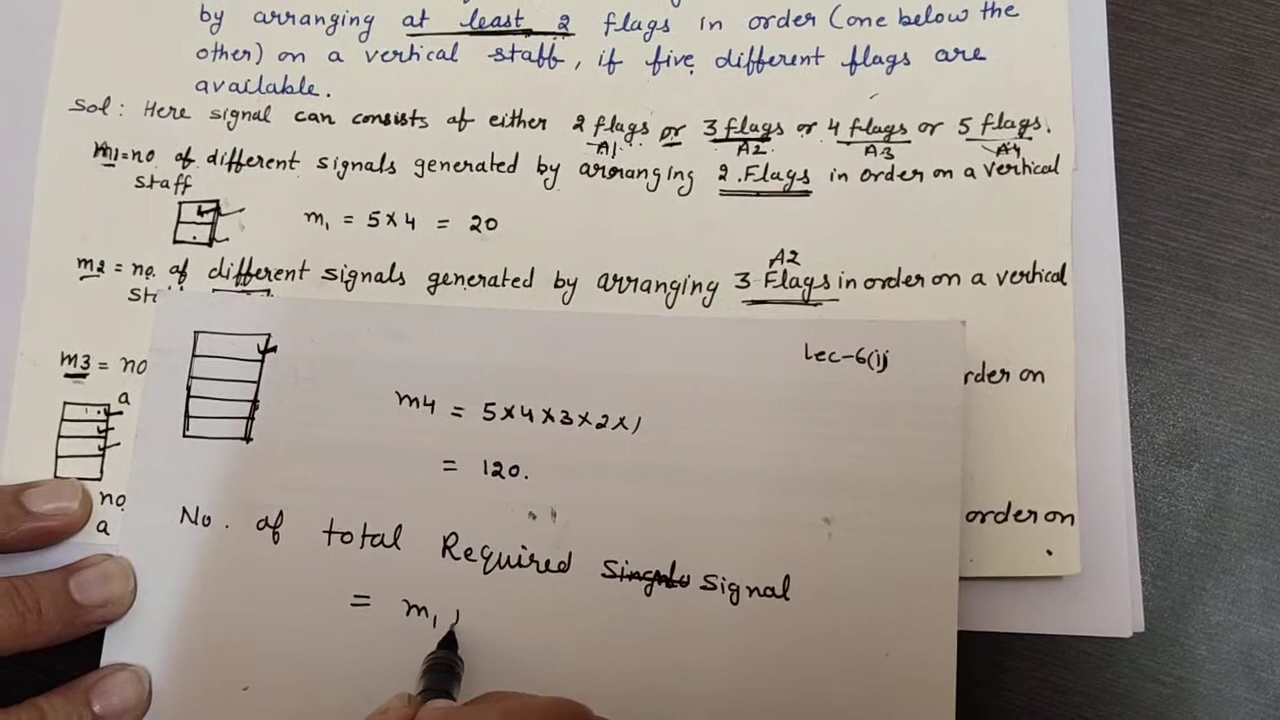 by arranging at least 2 flags in order (one below the
other) on a vertical staff, if five different flags are
available.
Sol: Here signal can consists of either 2 flags or 3 flags or 4 flags or 5 flags.
A1 A2 A3 A4
m1=no of different signals generated by arranging 2 Flags in order on a vertical
staff
m1 = 5×4 = 20
A2
m2 = no. of different signals generated by arranging 3 Flags in order on a vertical
m3 = no
rder on
a
no
order on
a
Lec-6(i)
m4 = 5×4×3×2×1
= 120.
No. of total Required signal
= m1